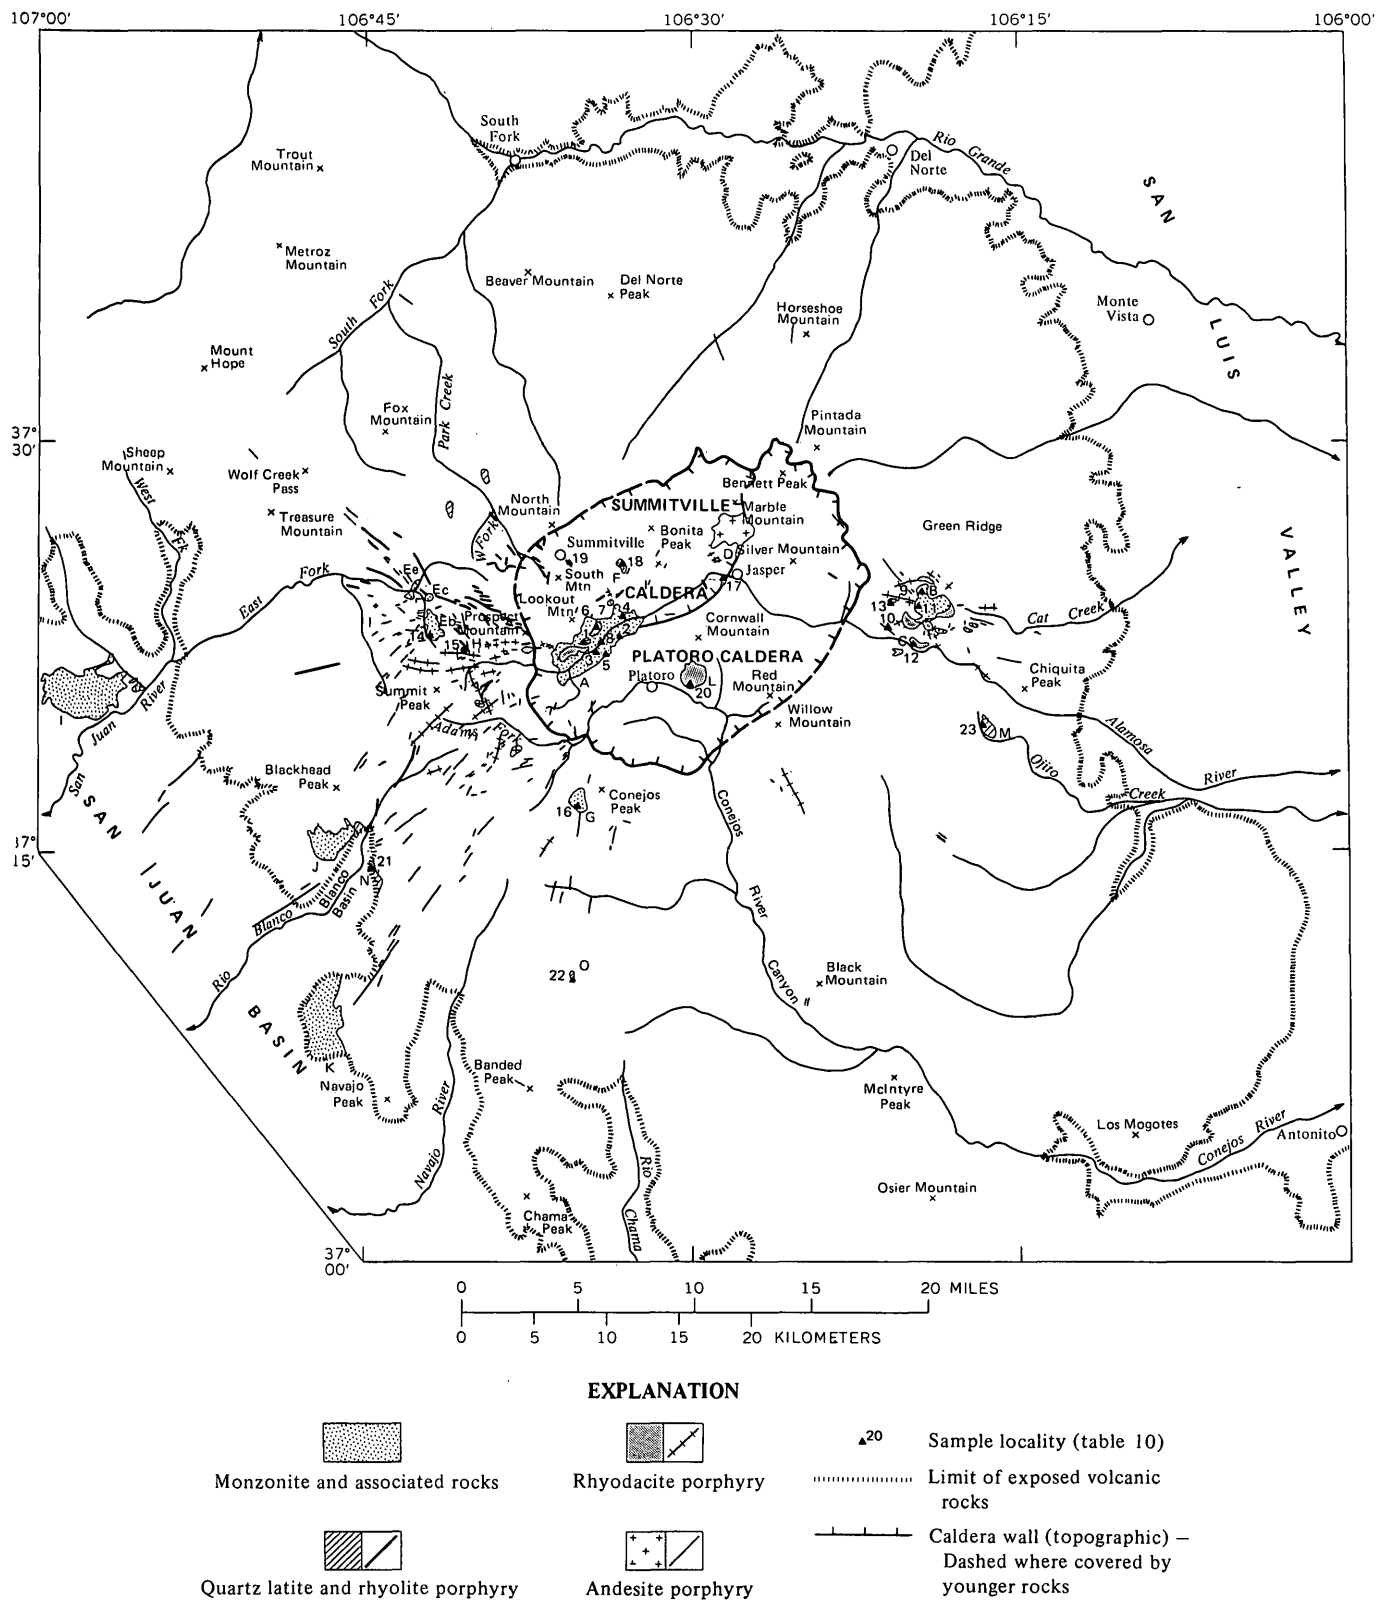 107°00'
106°45'
106°30'
106°15'
106°00'
South
Fork
Trout
Mountain
Rio Grande
Del
Norte
SAN
LUIS
VALLEY
Metroz
Mountain
Beaver Mountain
Del Norte
Peak
South Fork
Horseshoe
Mountain
Monte
Vista
Mount
Hope
Park Creek
Fox
Mountain
Pintada
Mountain
37°
30'
Sheep
Mountain
West
Fk
Wolf Creek
Pass
Treasure
Mountain
North
Mountain
W Fork
Bennett Peak
SUMMITVILLE
Marble
Mountain
Bonita
Peak
Green Ridge
Summitville
19
18
F
D
Silver Mountain
Jasper
17
South
Mtn
CALDERA
Lookout
Mtn
6
7
4
2
8
5
A
East Fork
Ee
Ec
Eb
14
3
15
Prospect
Mountain
H
Cornwall
Mountain
PLATORO CALDERA
Platoro
L
20
Red
Mountain
Willow
Mountain
9
B
13
11
10
12
Cat Creek
Chiquita
Peak
23
M
Alamosa
River
Ojito
Creek
Summit
Peak
Adams
Fork
I
San Juan River
SAN JUAN
BASIN
Blackhead
Peak
16
G
Conejos
Peak
37°
15'
J
21
N
Blanco
Basin
Rio Blanco
Conejos
River
Canyon
22
O
Black
Mountain
K
Navajo
Peak
Banded
Peak
McIntyre
Peak
Los Mogotes
Conejos River
Antonito
Navajo River
Rio
Chama
Osier Mountain
Chama
Peak
37°
00'
0 5 10 15 20 MILES
0 5 10 15 20 KILOMETERS
EXPLANATION
Monzonite and associated rocks
Quartz latite and rhyolite porphyry
Rhyodacite porphyry
Andesite porphyry
20
Sample locality (table 10)
Limit of exposed volcanic
rocks
Caldera wall (topographic) —
Dashed where covered by
younger rocks